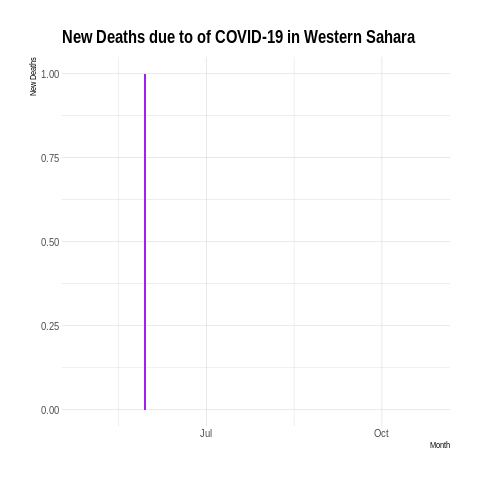 New Deaths due to of COVID-19 in Western Sahara
New Deaths
1.00
0.75
0.50
0.25
0.00
Jul
Oct
Month